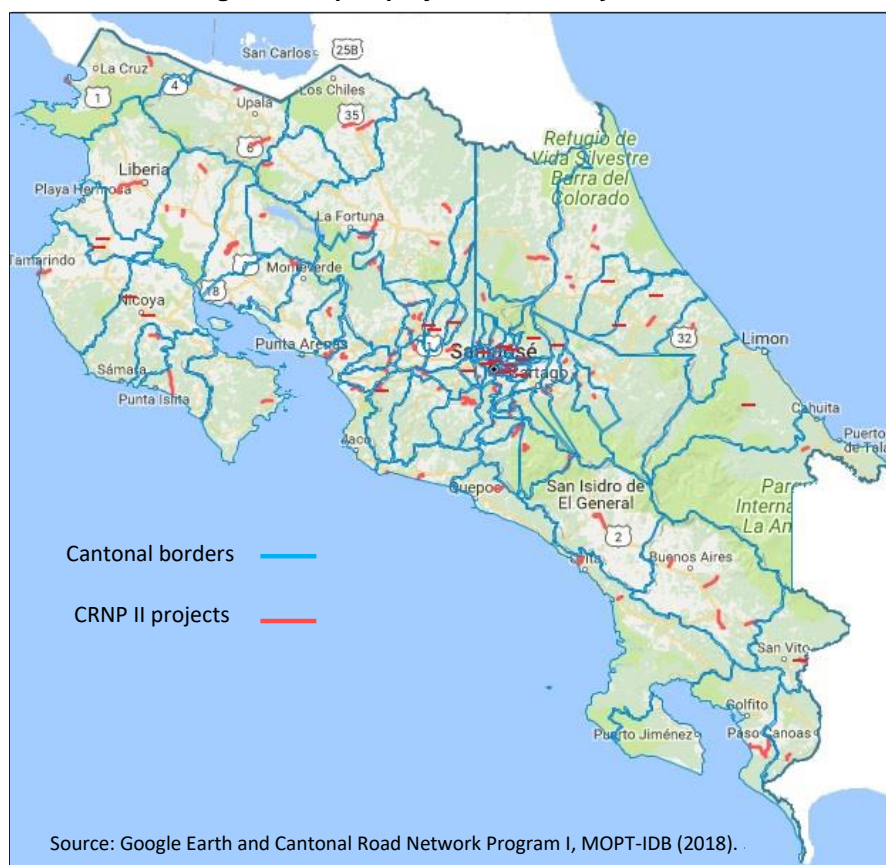 San Carlos
25B
La Cruz
1
4
Los Chiles
Upala
35
6
Refugio de
Vida Silvestre
Barra del
Colorado
Liberia
Playa Hermosa
La Fortuna
Tamarindo
Monteverde
18
Nicoya
32
Limon
Punta Arenas
1
San José
Cartago
Sámara
Punta Islita
Cahuita
Puerto
de Tala
Jaco
Quepos
San Isidro de
El General
Interna
La Am
2
Buenos Aires
Cantonal borders
CRNP II projects
San Vito
Golfito
Puerto Jiménez
Paso Canoas
Source: Google Earth and Cantonal Road Network Program I, MOPT-IDB (2018).